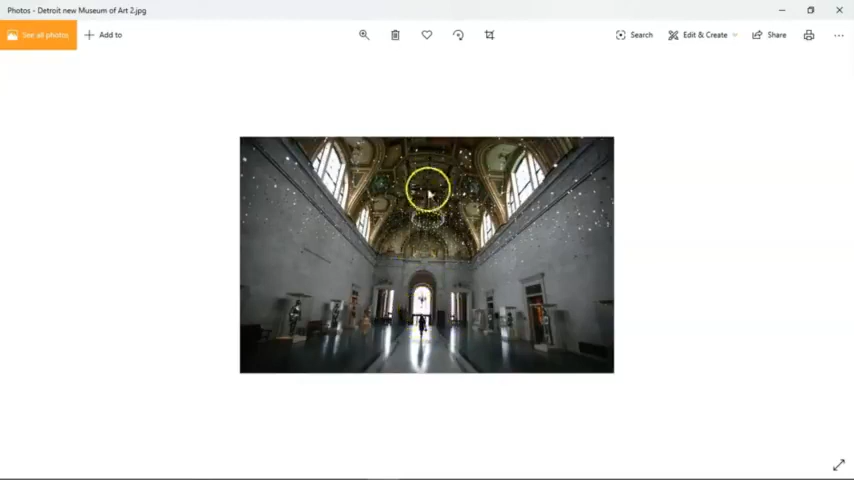 Photos - Detroit new Museum of Art 2.jpg
See all photos
Add to
Search
Edit & Create
Share